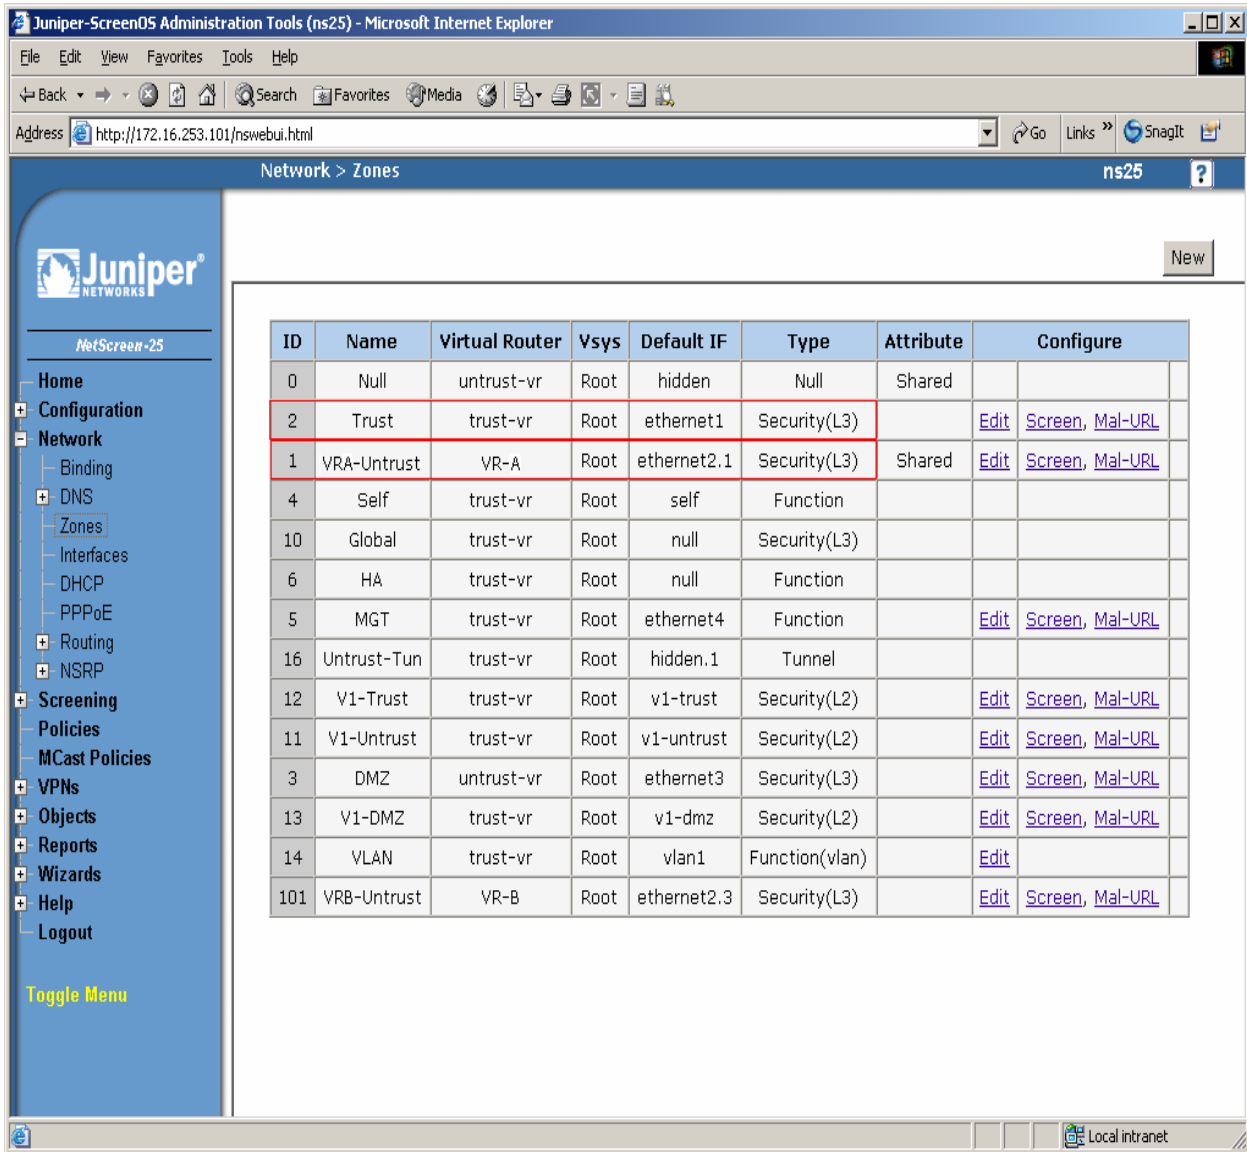 Juniper-ScreenOS Administration Tools (ns25) - Microsoft Internet Explorer
File Edit View Favorites Tools Help
Back Search Favorites Media
Address http://172.16.253.101/nswebui.html Go Links » SnagIt
Network > Zones ns25 ?
Juniper®
NETWORKS
New
NetScreen-25
Home
Configuration
Network
Binding
DNS
Zones
Interfaces
DHCP
PPPoE
Routing
NSRP
Screening
Policies
MCast Policies
VPNs
Objects
Reports
Wizards
Help
Logout
Toggle Menu
ID Name Virtual Router Vsys Default IF Type Attribute Configure
0 Null untrust-vr Root hidden Null Shared
2 Trust trust-vr Root ethernet1 Security(L3) Edit Screen, Mal-URL
1 VRA-Untrust VR-A Root ethernet2.1 Security(L3) Shared Edit Screen, Mal-URL
4 Self trust-vr Root self Function
10 Global trust-vr Root null Security(L3)
6 HA trust-vr Root null Function
5 MGT trust-vr Root ethernet4 Function Edit Screen, Mal-URL
16 Untrust-Tun trust-vr Root hidden.1 Tunnel
12 V1-Trust trust-vr Root v1-trust Security(L2) Edit Screen, Mal-URL
11 V1-Untrust trust-vr Root v1-untrust Security(L2) Edit Screen, Mal-URL
3 DMZ untrust-vr Root ethernet3 Security(L3) Edit Screen, Mal-URL
13 V1-DMZ trust-vr Root v1-dmz Security(L2) Edit Screen, Mal-URL
14 VLAN trust-vr Root vlan1 Function(vlan) Edit
101 VRB-Untrust VR-B Root ethernet2.3 Security(L3) Edit Screen, Mal-URL
Local intranet